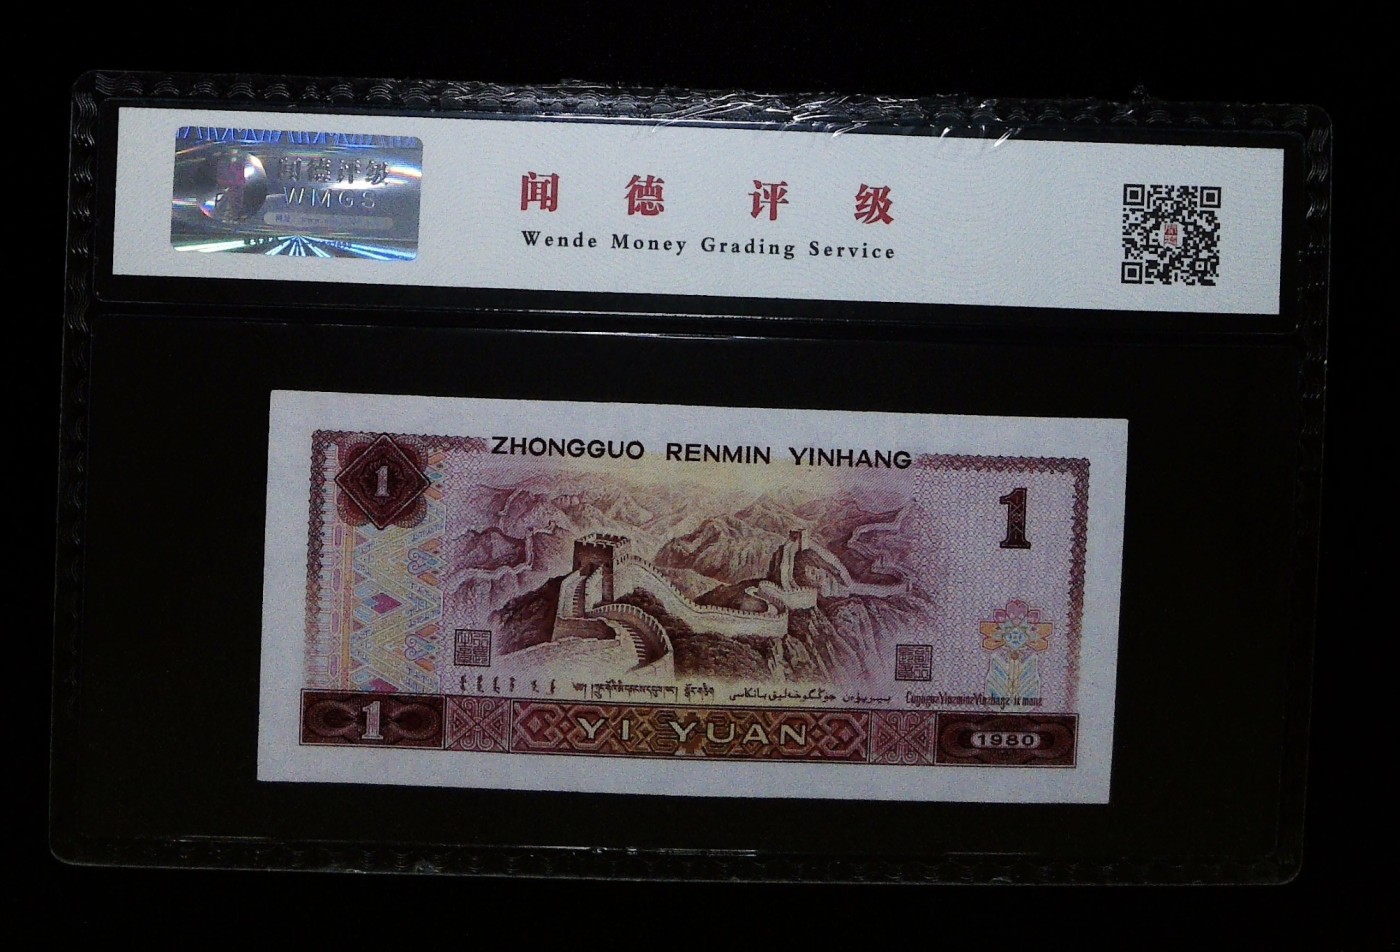 闻德评级
WMGS
闻德评级
Wende Money Grading Service
ZHONGGUO RENMIN YINHANG
1
1
1
YI YUAN
1980